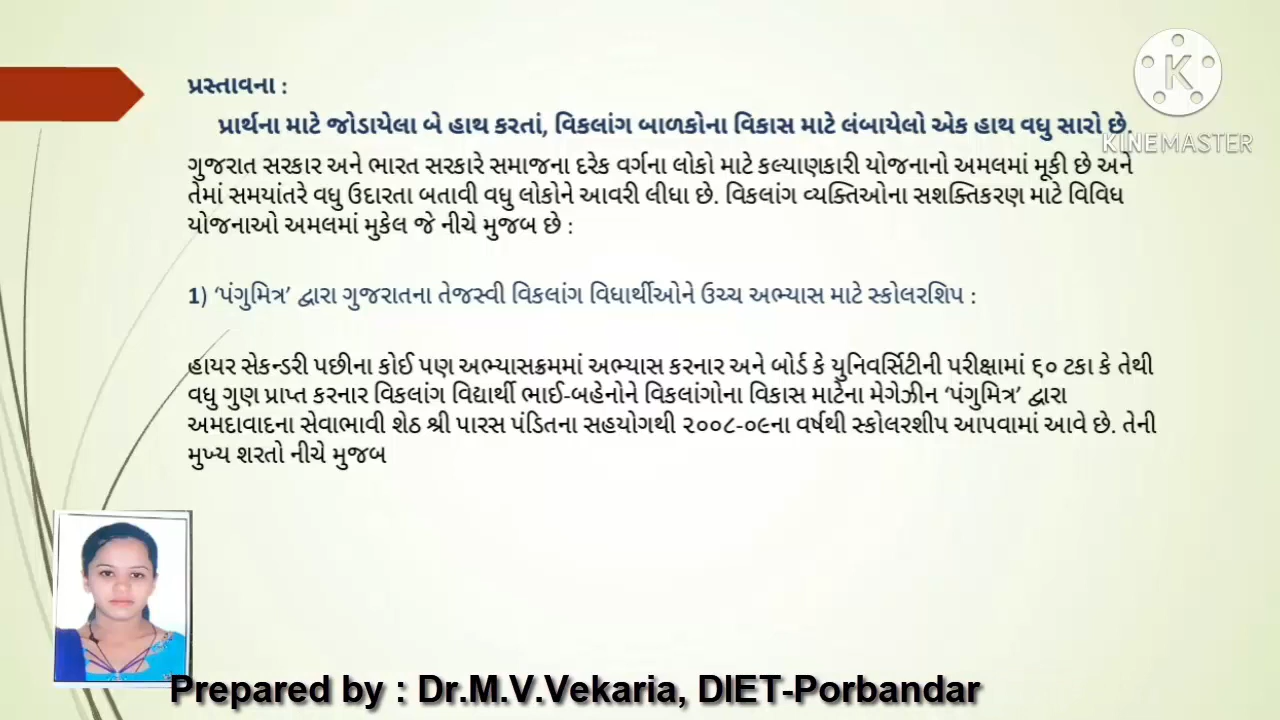 પ્રસ્તાવના :
પ્રાર્થના માટે જોડાયેલા બે હાથ કરતાં, વિકલાંગ બાળકોના વિકાસ માટે લંબાયેલો એક હાથ વધુ સારો છે.
ગુજરાત સરકાર અને ભારત સરકારે સમાજના દરેક વર્ગના લોકો માટે કલ્યાણકારી યોજનાનો અમલમાં મૂકી છે અને
તેમાં સમયાંતરે વધુ ઉદારતા બતાવી વધુ લોકોને આવરી લીધા છે. વિકલાંગ વ્યક્તિઓના સશક્તિકરણ માટે વિવિધ
યોજનાઓ અમલમાં મુકેલ જે નીચે મુજબ છે :
1) ‘પંગુમિત્ર’ દ્વારા ગુજરાતના તેજસ્વી વિકલાંગ વિધાર્થીઓને ઉચ્ચ અભ્યાસ માટે સ્કોલરશિપ :
હાયર સેકન્ડરી પછીના કોઈ પણ અભ્યાસક્રમમાં અભ્યાસ કરનાર અને બોર્ડ કે યુનિવર્સિટીની પરીક્ષામાં ૬૦ ટકા કે તેથી
વધુ ગુણ પ્રાપ્ત કરનાર વિકલાંગ વિદ્યાર્થી ભાઈ-બહેનોને વિકલાંગોના વિકાસ માટેના મેગેઝીન ‘પંગુમિત્ર’ દ્વારા
અમદાવાદના સેવાભાવી શેઠ શ્રી પારસ પંડિતના સહયોગથી ૨૦૦૮-૦૯ના વર્ષથી સ્કોલરશીપ આપવામાં આવે છે. તેની
મુખ્ય શરતો નીચે મુજબ
K
KINEMASTER
Prepared by : Dr.M.V.Vekaria, DIET-Porbandar